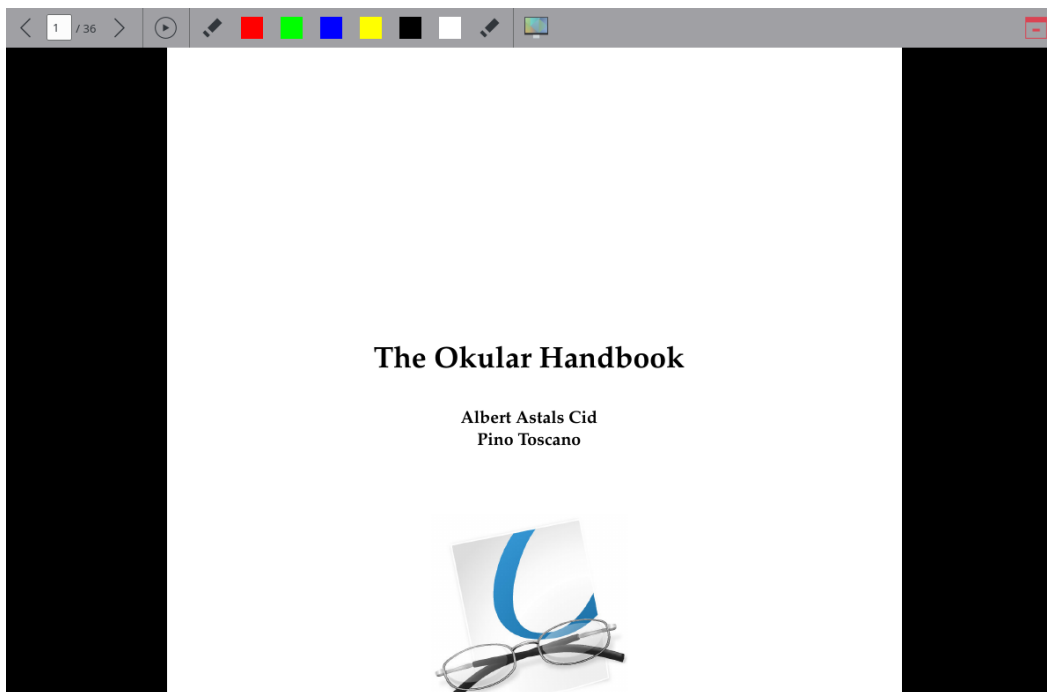 1 / 36
The Okular Handbook
Albert Astals Cid
Pino Toscano